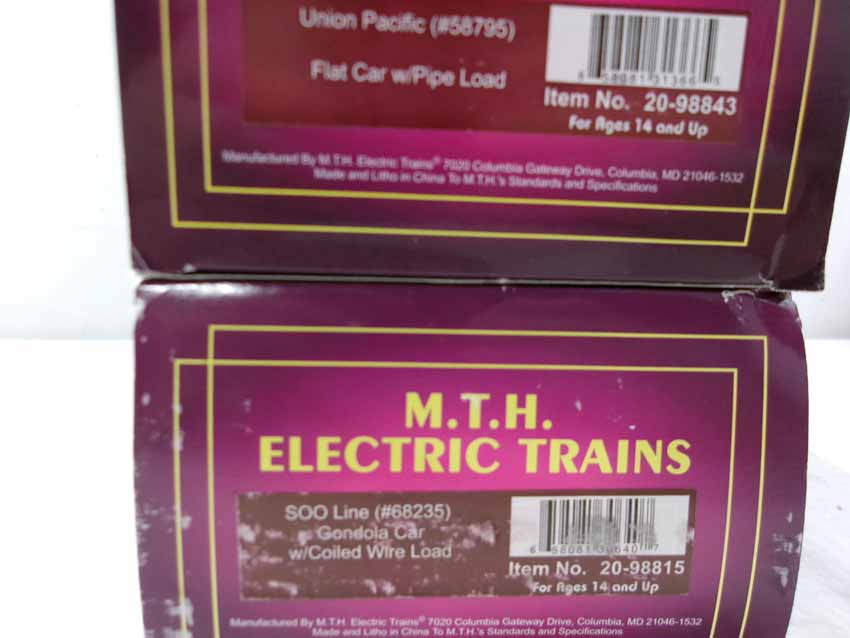 Union Pacific (#58795)
Flat Car w/Pipe Load
Item No. 20-98843
For Ages 14 and Up
Manufactured By M.T.H. Electric Trains® 7020 Columbia Gateway Drive, Columbia, MD 21046-1532
Made and Litho in China To M.T.H.'s Standards and Specifications
M.T.H.
ELECTRIC TRAINS
SOO Line (#68235)
Gondola Car
w/Coiled Wire Load
Item No. 20-98815
For Ages 14 and Up
Manufactured By M.T.H. Electric Trains® 7020 Columbia Gateway Drive, Columbia, MD 21046-1532
Made and Litho in China To M.T.H.'s Standards and Specifications